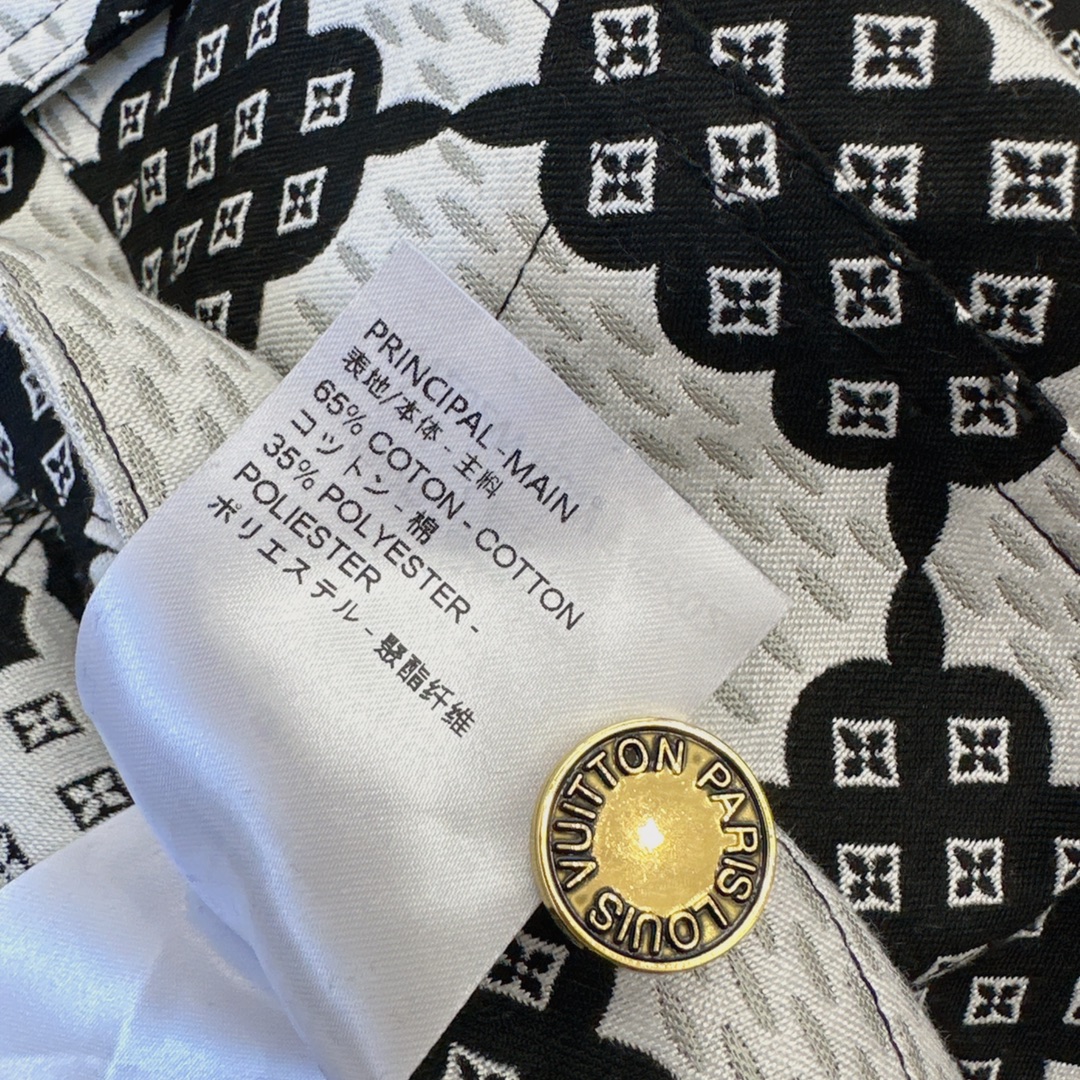 PRINCIPAL - MAIN
表地/本体 - 主料
65% COTON - COTTON
コットン - 棉
35% POLYESTER -
POLIESTER
ポリエステル - 聚酯纤维
LOUIS VUITTON PARIS